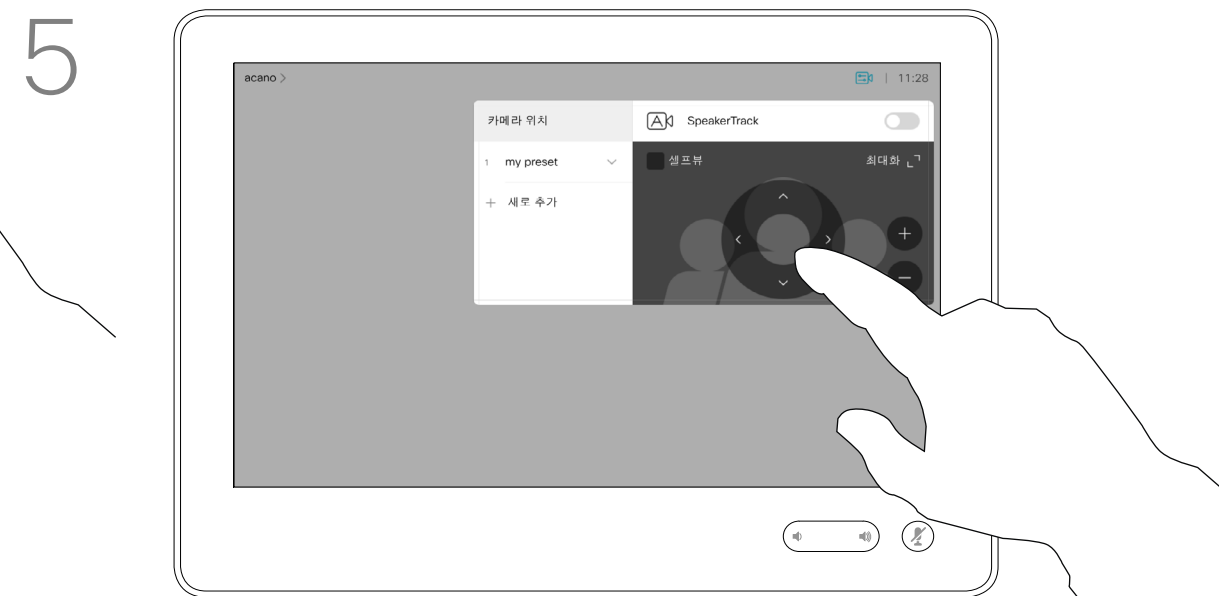 5
acano >
11:28
카메라 위치
SpeakerTrack
1 my preset
셀프뷰
최대화
+ 새로 추가